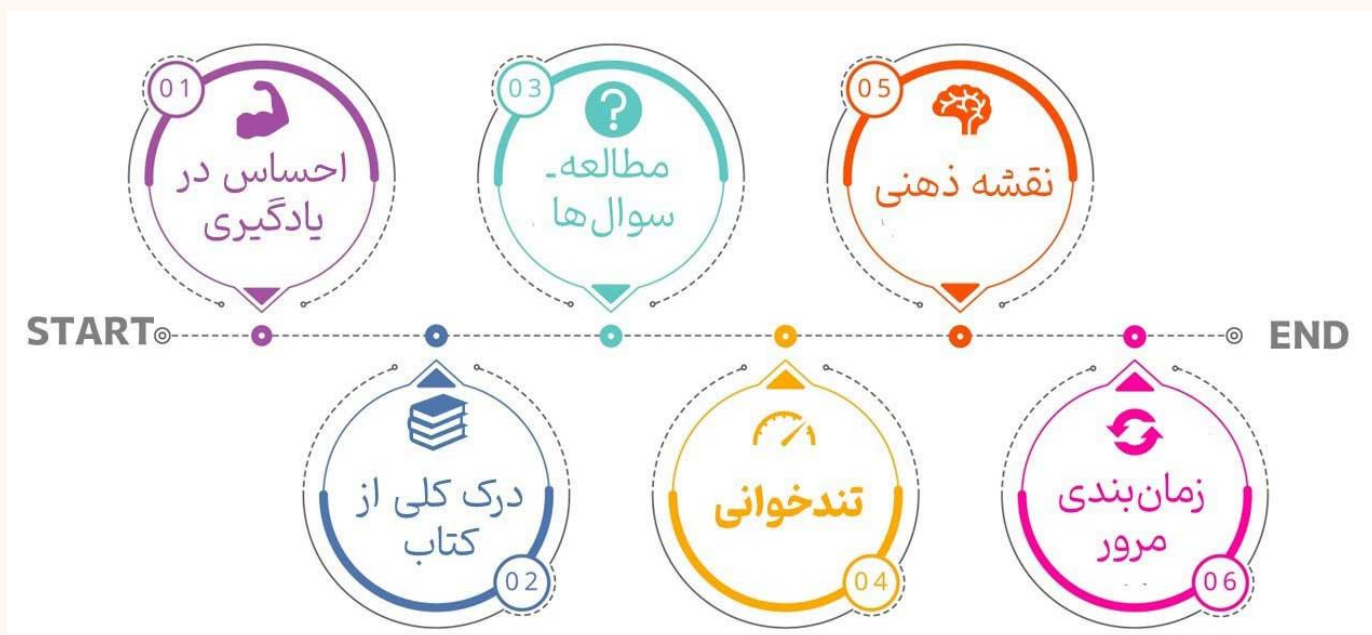 START
01
احساس در
یادگیری
02
درک کلی از
کتاب
03
مطالعه-
سوال‌ها
04
تندخوانی
05
نقشه ذهنی
06
زمان‌بندی
مرور
END